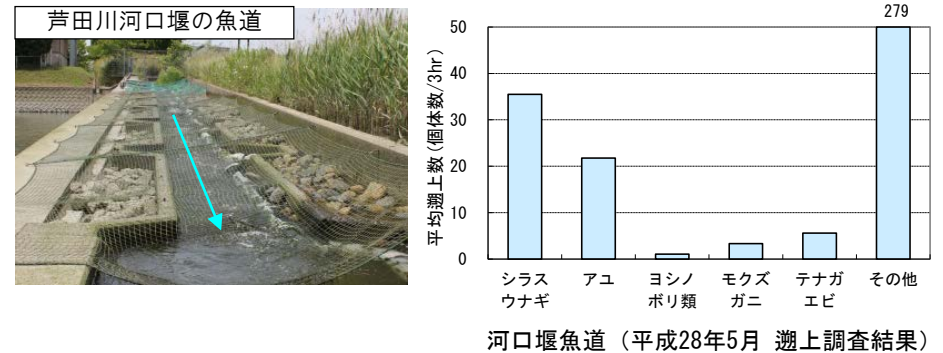 芦田川河口堰の魚道
279
平均遡上数(個体数/3hr)
50
40
30
20
10
0
シラス
ウナギ
アユ
ヨシノ
ボリ類
モクズ
ガニ
テナガ
エビ
その他
河口堰魚道（平成28年5月 遡上調査結果）